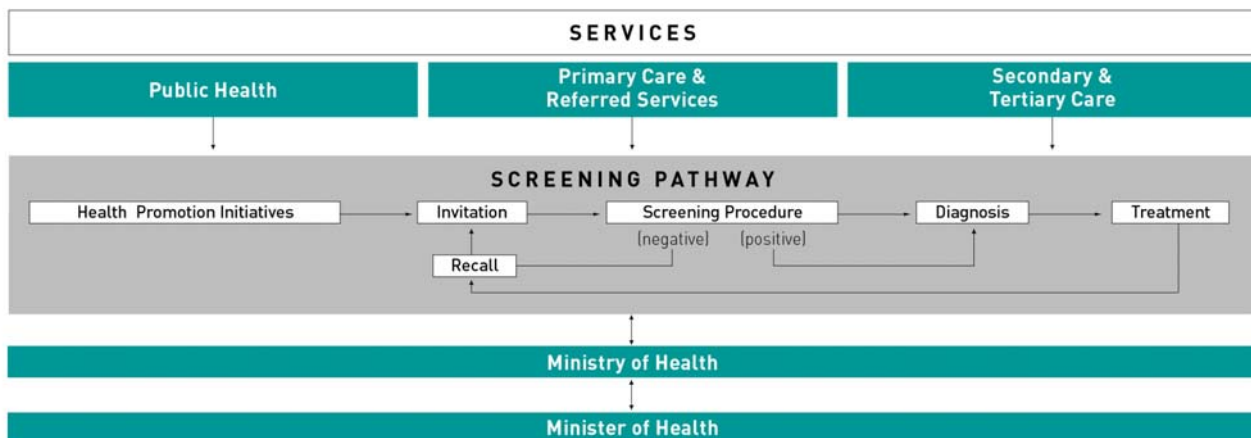 SERVICES
Public Health
Primary Care &
Referred Services
Secondary &
Tertiary Care
SCREENING PATHWAY
Health Promotion Initiatives
Invitation
Screening Procedure
Diagnosis
Treatment
(negative)
(positive)
Recall
Ministry of Health
Minister of Health